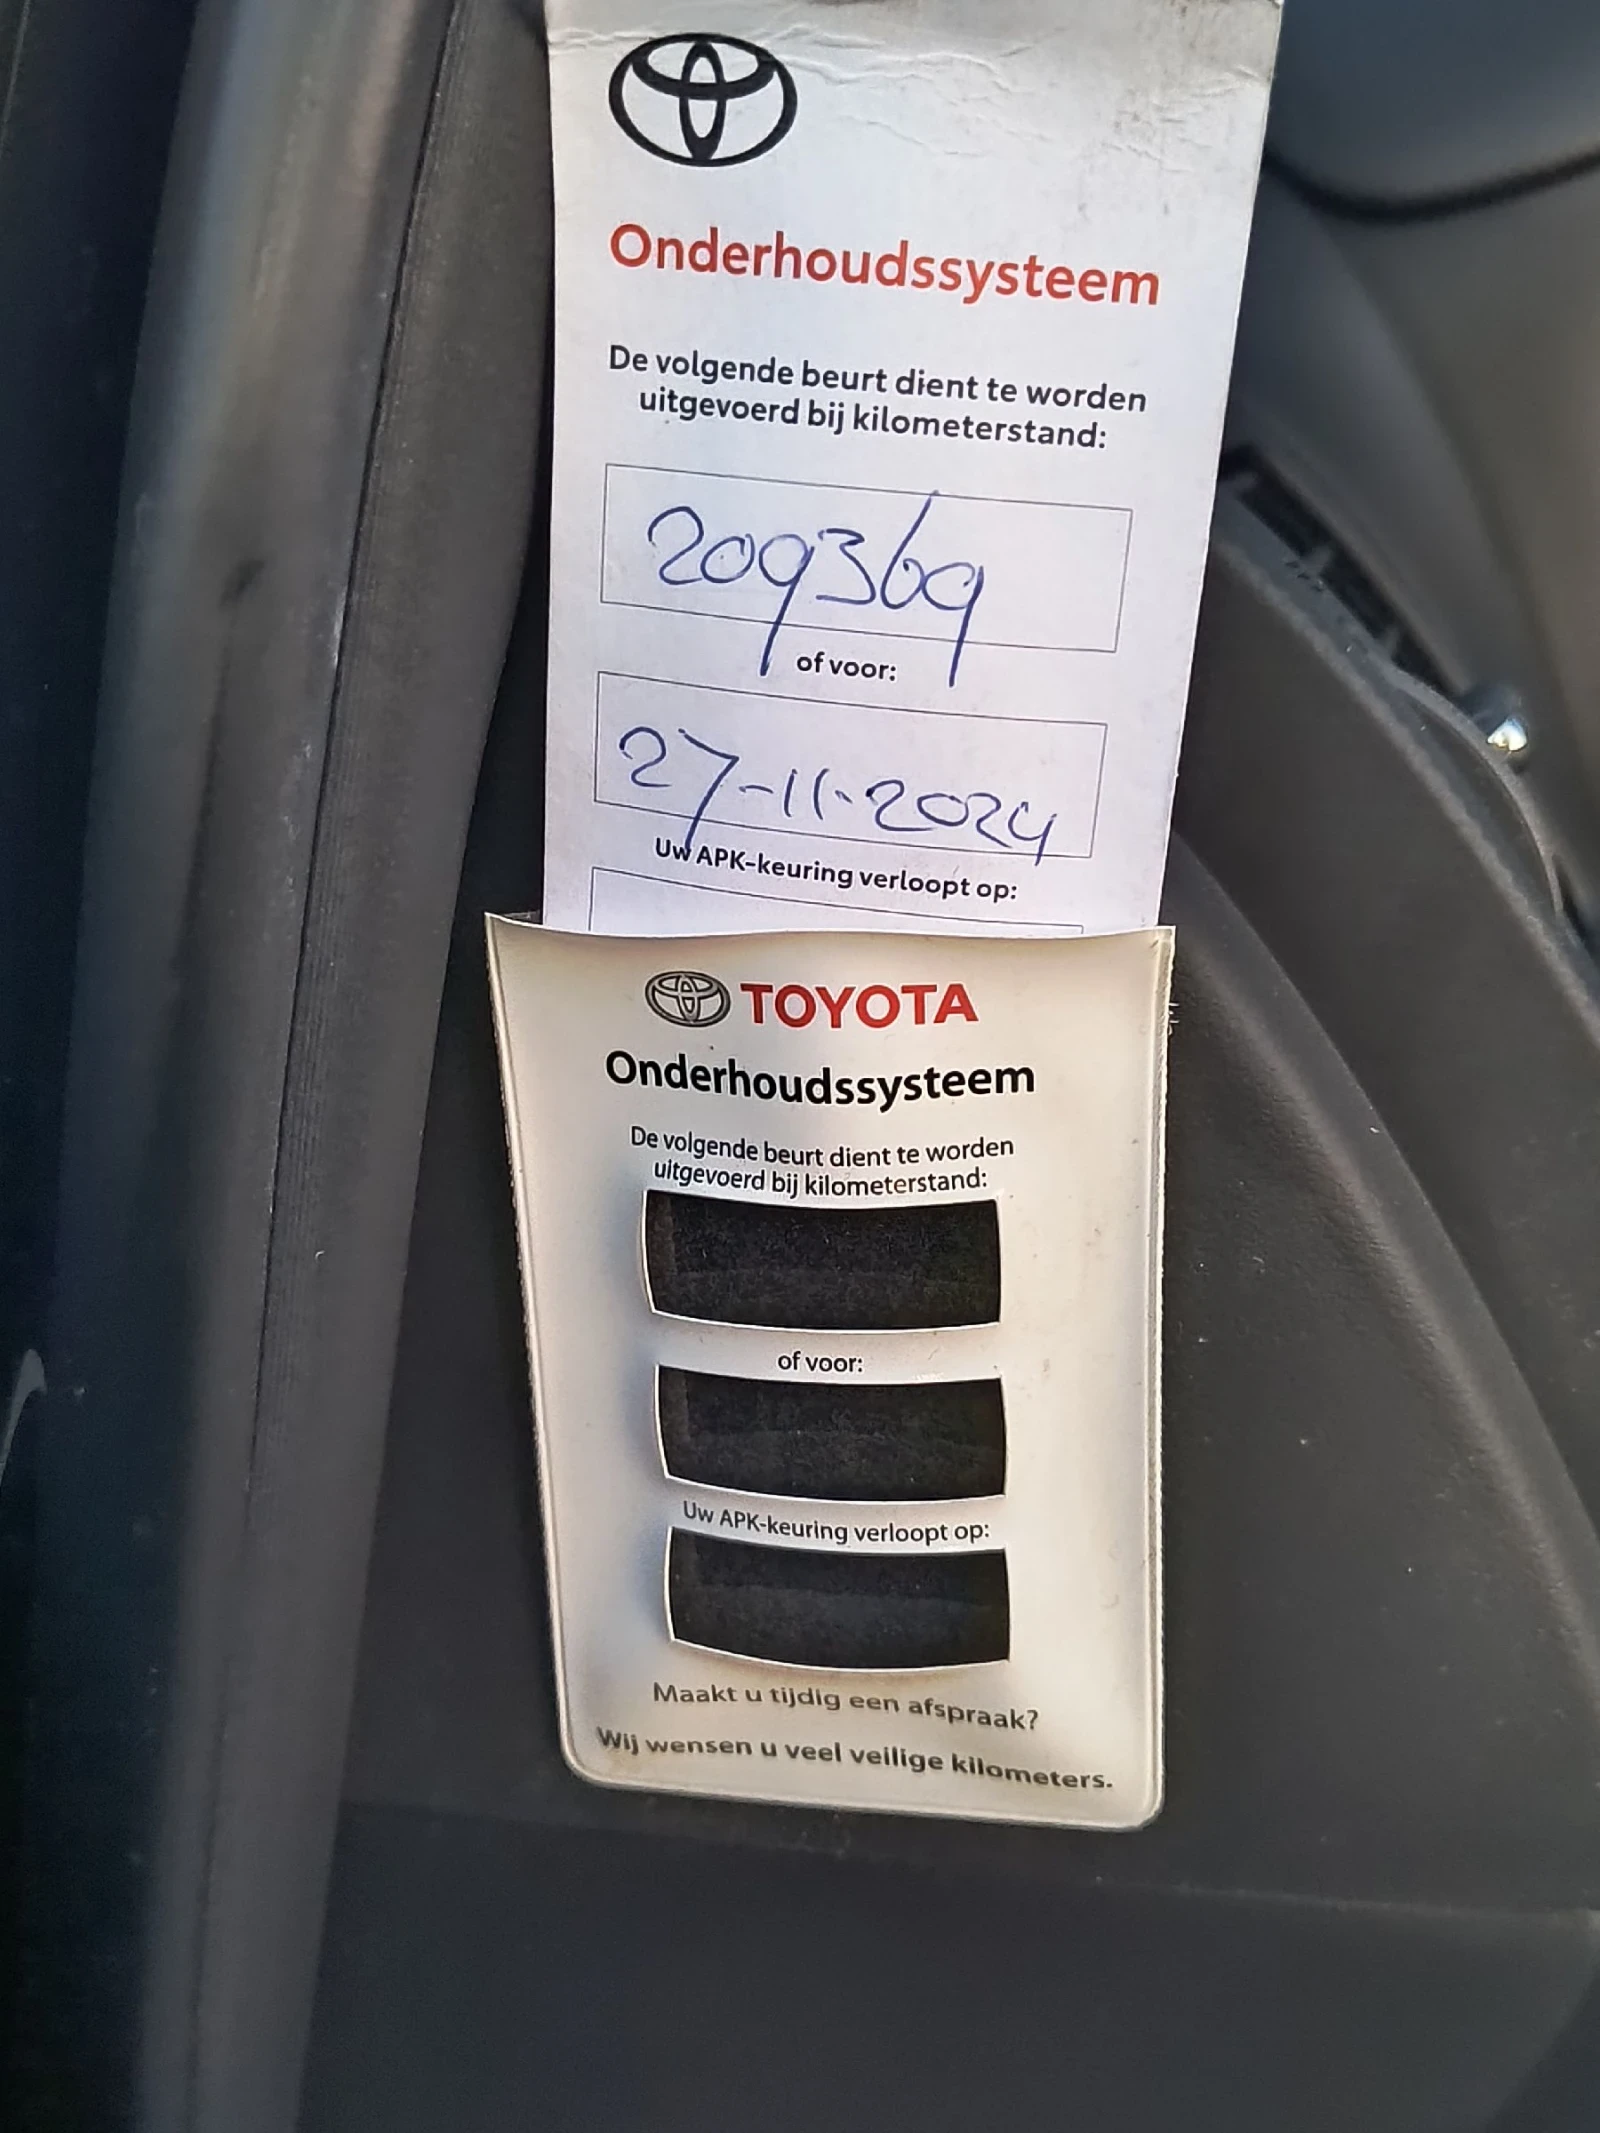 Onderhoudssysteem
De volgende beurt dient te worden
uitgevoerd bij kilometerstand:
209369
of voor:
27-11-2024
Uw APK-keuring verloopt op:
TOYOTA
Onderhoudssysteem
De volgende beurt dient te worden
uitgevoerd bij kilometerstand:
of voor:
Uw APK-keuring verloopt op:
Maakt u tijdig een afspraak?
Wij wensen u veel veilige kilometers.